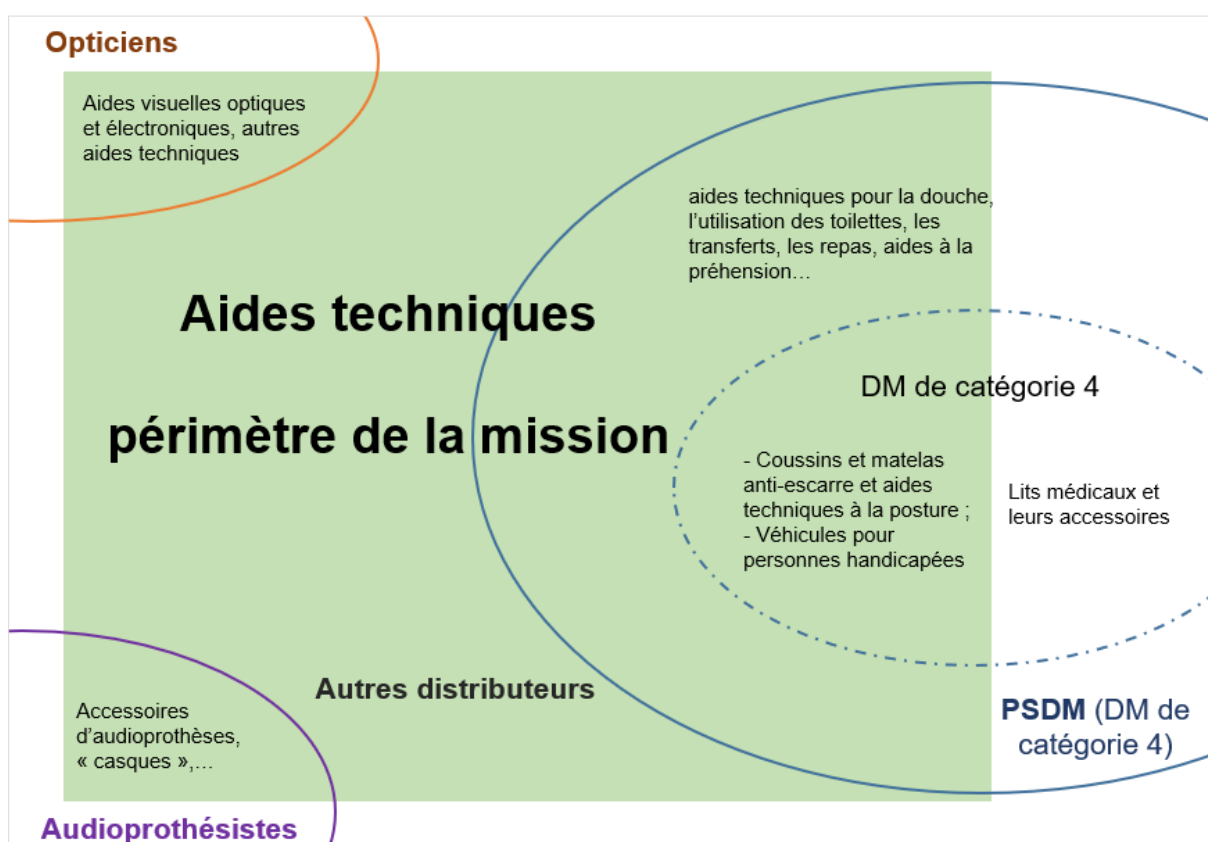 Opticiens
Aides visuelles optiques
et électroniques, autres
aides techniques
aides techniques pour la douche,
l’utilisation des toilettes, les
transferts, les repas, aides à la
préhension…
Aides techniques
périmètre de la mission
DM de catégorie 4
- Coussins et matelas
anti-escarre et aides
techniques à la posture ;
- Véhicules pour
personnes handicapées
Lits médicaux et
leurs accessoires
Autres distributeurs
PSDM (DM de
catégorie 4)
Accessoires
d’audioprothèses,
« casques »,…
Audioprothésistes